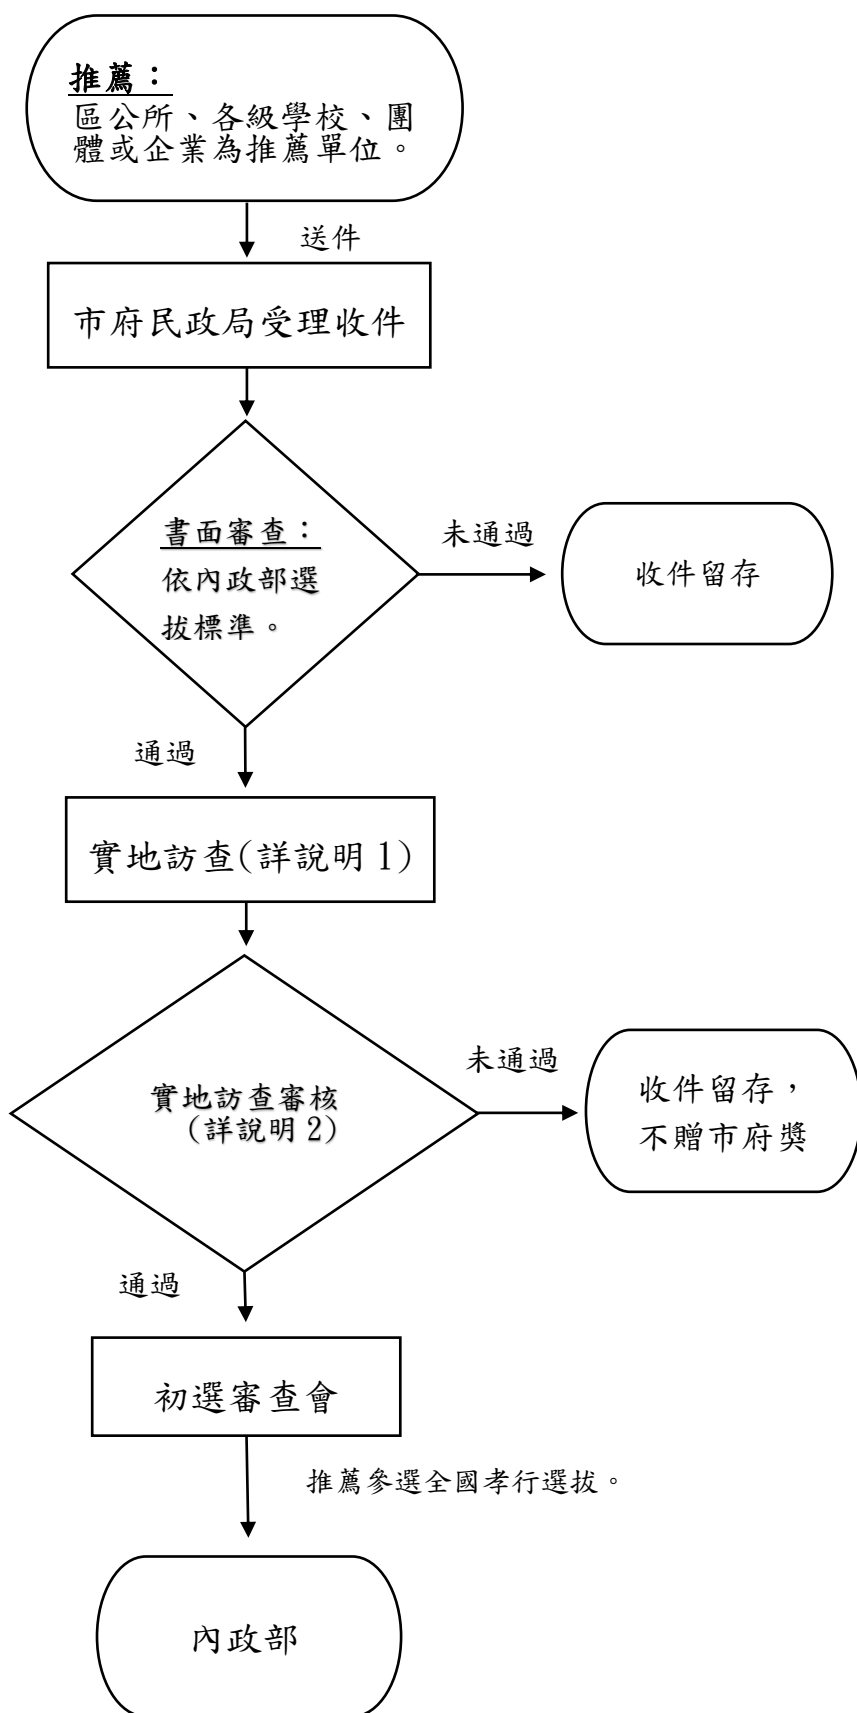 推薦：
區公所、各級學校、團
體或企業為推薦單位。
送件
市府民政局受理收件
書面審查：
依內政部選
拔標準。
未通過
收件留存
通過
實地訪查(詳說明1)
實地訪查審核
(詳說明2)
未通過
收件留存，
不贈市府獎
通過
初選審查會
推薦參選全國孝行選拔。
內政部